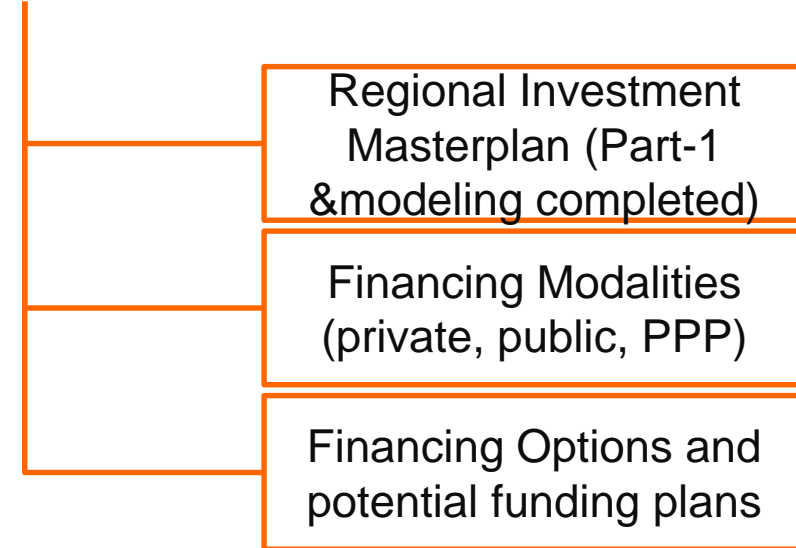 Regional Investment
Masterplan (Part-1
&modeling completed)
Financing Modalities
(private, public, PPP)
Financing Options and
potential funding plans